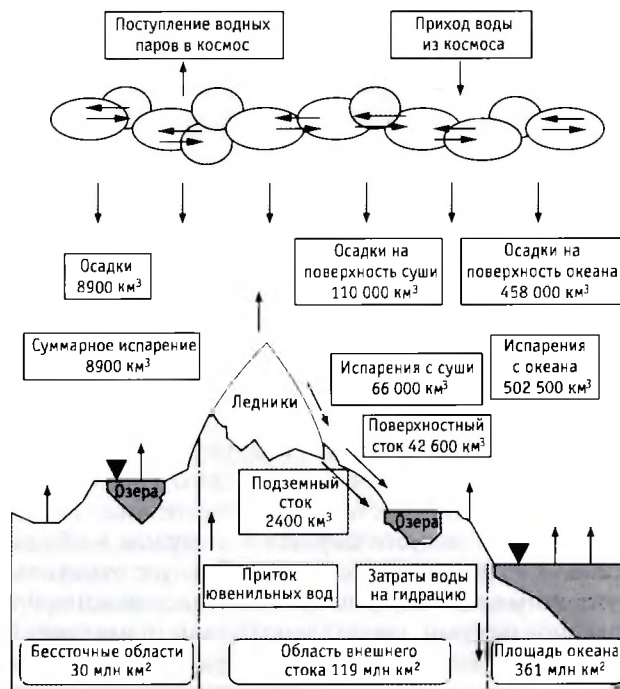 Поступление водных
паров в космос
Приход воды
из космоса
Осадки
8900 км³
Осадки на
поверхность суши
110 000 км³
Осадки на
поверхность океана
458 000 км³
Суммарное испарение
8900 км³
Ледники
Испарения с суши
66 000 км³
Испарения
с океана
502 500 км³
Поверхностный
сток 42 600 км³
Озера
Подземный
сток
2400 км³
Озера
Приток
ювенильных вод
Затраты воды
на гидрацию
Бессточные области
30 млн км²
Область внешнего
стока 119 млн км²
Площадь океана
361 млн км²